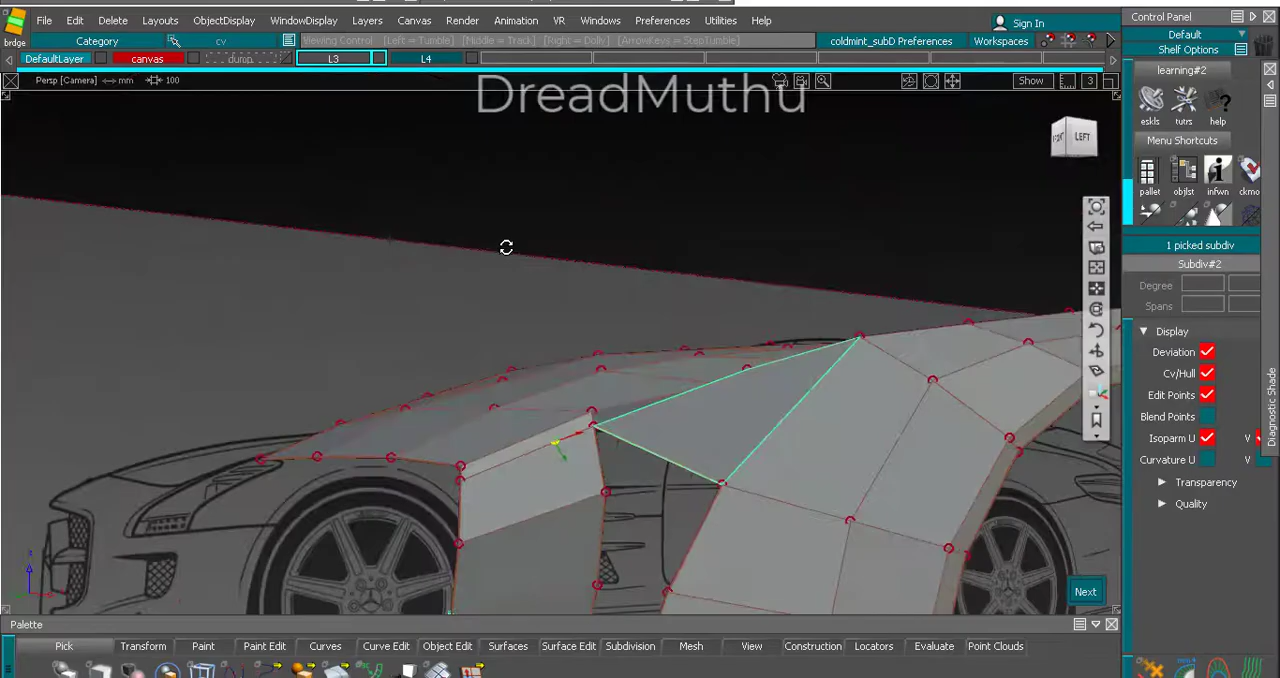 File Edit Delete Layouts ObjectDisplay WindowDisplay Layers Canvas Render Animation VR Windows Preferences Utilities Help
Sign In
Control Panel
Default
Shelf Options
brdge
Category
cv
Viewing Control [Left = Tumble] [Middle = Track] [Right = Dolly] [ArrowKeys = StepTumble]
coldmint_subD Preferences
Workspaces
DefaultLayer
canvas
dump
L3
L4
Persp [Camera]
mm
100
Show
3
DreadMuthu
LEFT
learning#2
eskls tutrs help
Menu Shortcuts
pallet objlst infwn ckmo
1 picked subdiv
Subdiv#2
Degree
Spans
Display
Deviation
Cv/Hull
Edit Points
Blend Points
Isoparm U V
Curvature U V
Transparency
Quality
Diagnostic Shade
Next
Palette
Pick Transform Paint Paint Edit Curves Curve Edit Object Edit Surfaces Surface Edit Subdivision Mesh View Construction Locators Evaluate Point Clouds